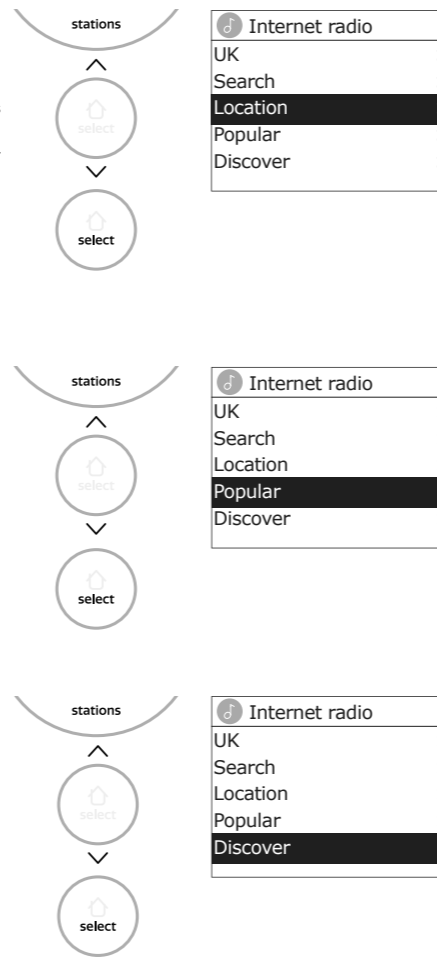 stations
select
select
Internet radio
UK
Search
Location
Popular
Discover
stations
select
select
Internet radio
UK
Search
Location
Popular
Discover
stations
select
select
Internet radio
UK
Search
Location
Popular
Discover